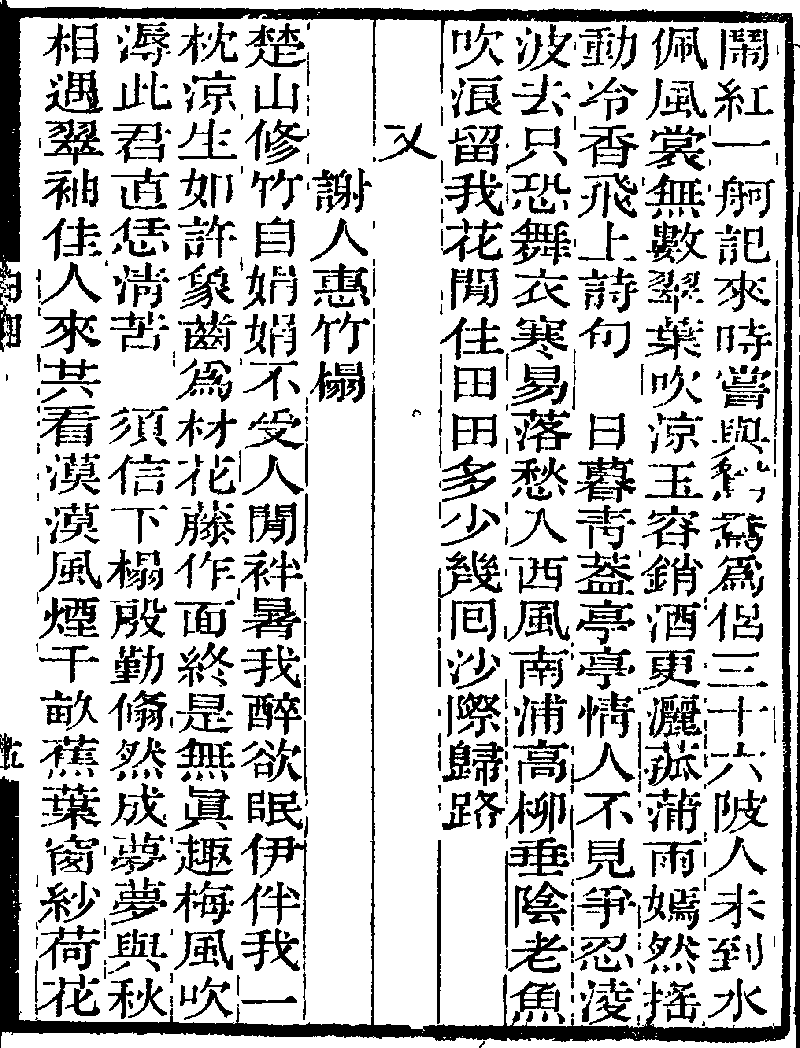 鬧紅一舸記來時嘗與鴛鴦爲侶三十六陂人未到水
佩風裳無數翠葉吹涼玉容銷酒更灑菰蒲雨嫣然搖
動冷香飛上詩句　日暮青蓋亭亭情人不見爭忍淩
波去只恐舞衣寒易落愁入西風南浦高柳垂陰老魚
吹浪留我花閒住田田多少幾回沙際歸路
又
謝人惠竹榻
楚山修竹自娟娟不受人閒袢暑我醉欲眠伊伴我一
枕涼生如許象齒爲材花藤作面終是無眞趣梅風吹
溽此君直恁清苦　須信下榻殷勤翛然成夢夢與秋
相遇翠袖佳人來共看漠漠風煙千畝蕉葉窗紗荷花